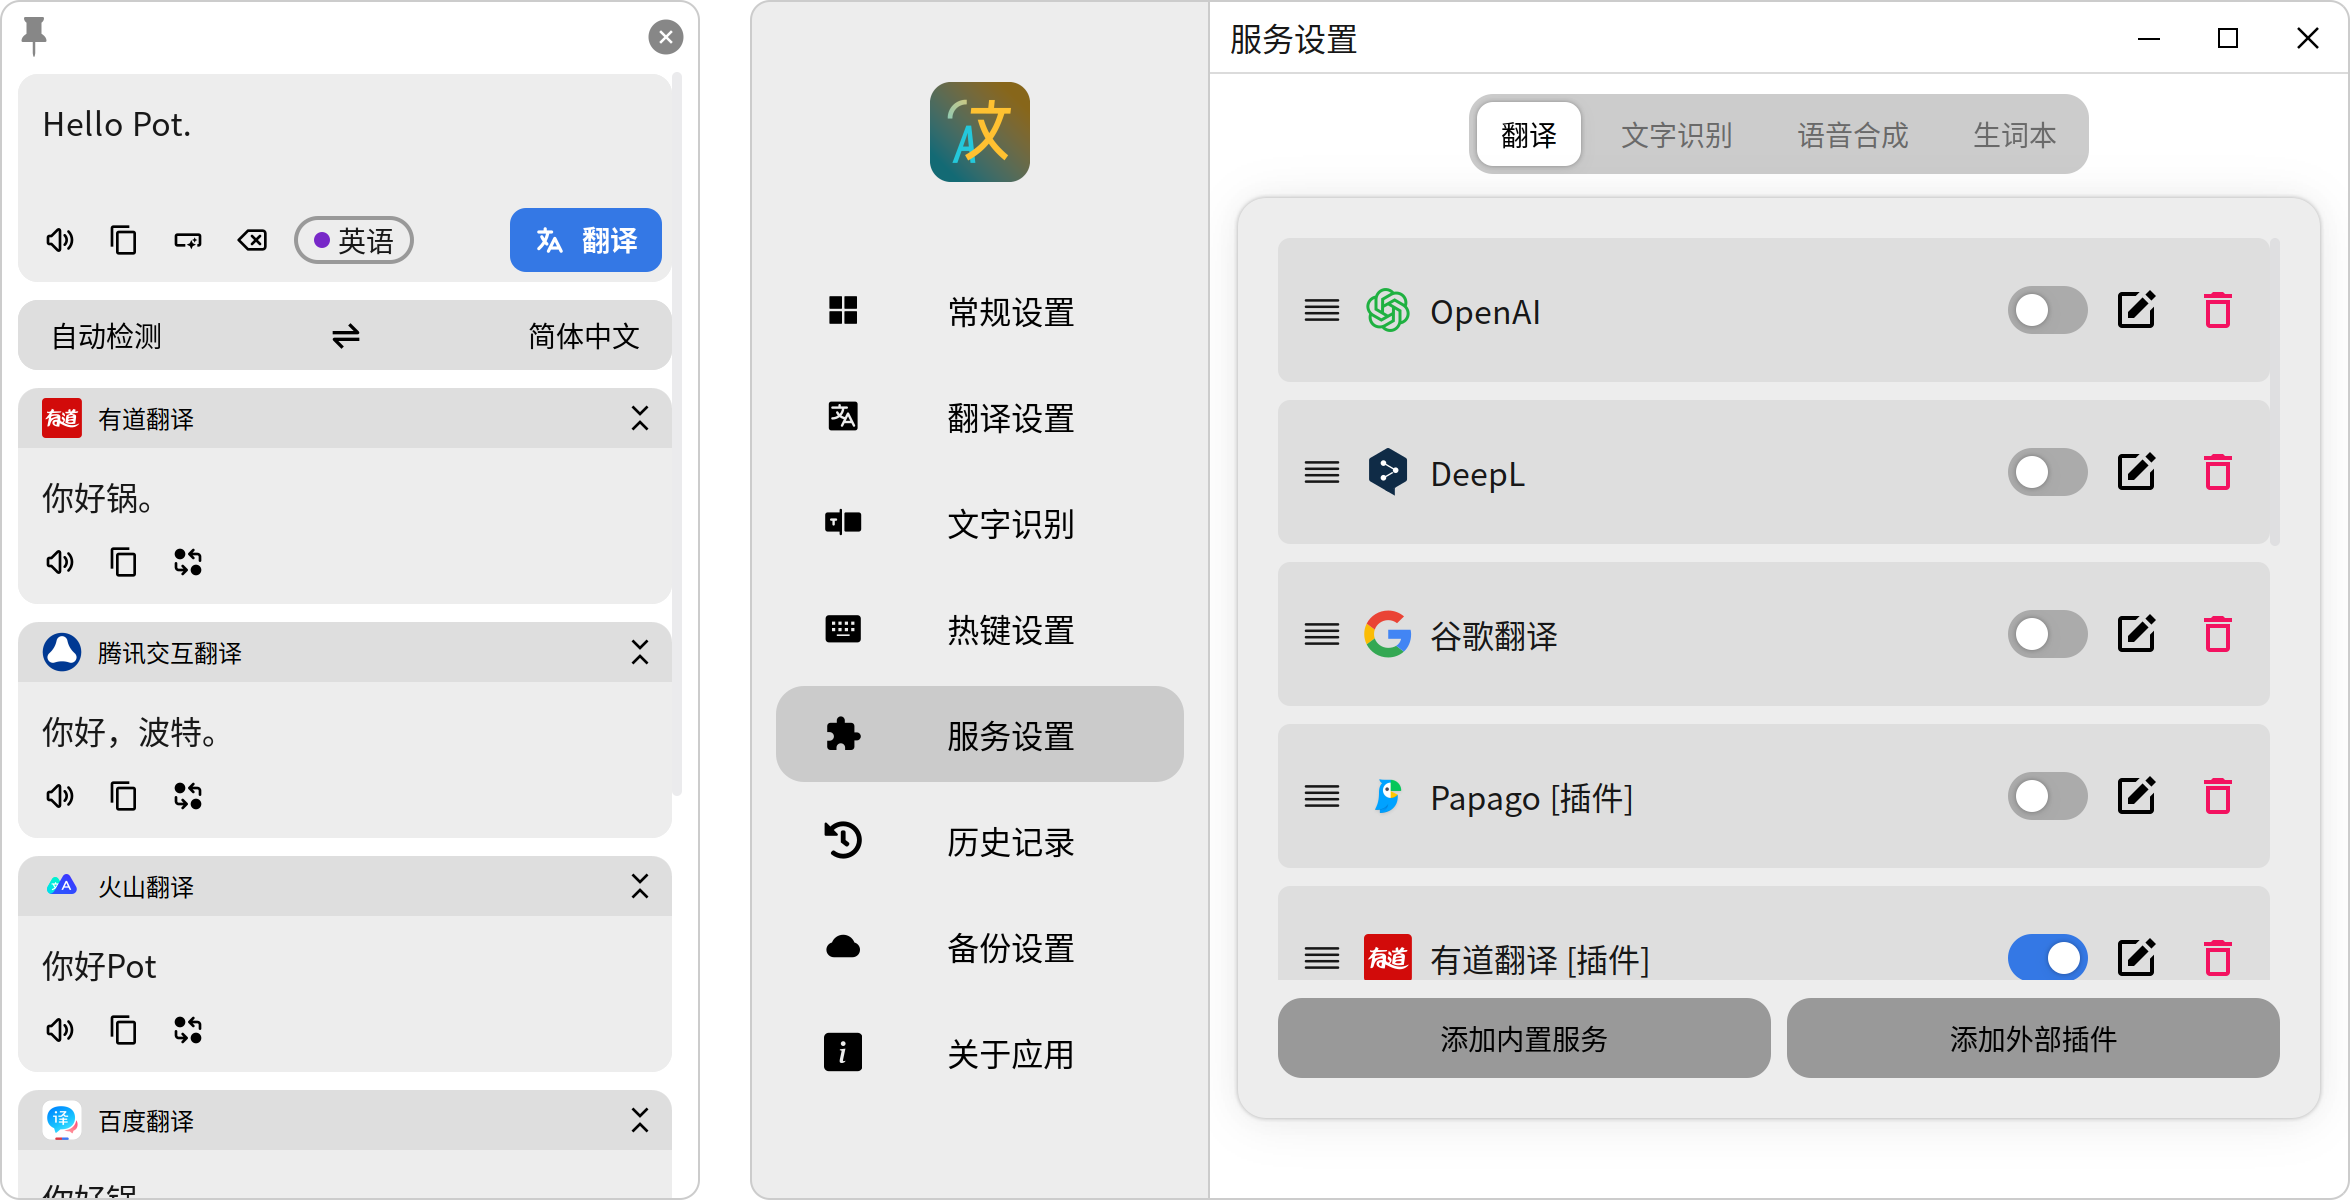 Hello Pot.
英语
翻译
自动检测
简体中文
有道 有道翻译
你好锅。
腾讯交互翻译
你好，波特。
火山翻译
你好Pot
译 百度翻译
你好锅
常规设置
翻译设置
文字识别
热键设置
服务设置
历史记录
备份设置
关于应用
服务设置
翻译
文字识别
语音合成
生词本
OpenAI
DeepL
谷歌翻译
Papago [插件]
有道 有道翻译 [插件]
添加内置服务
添加外部插件